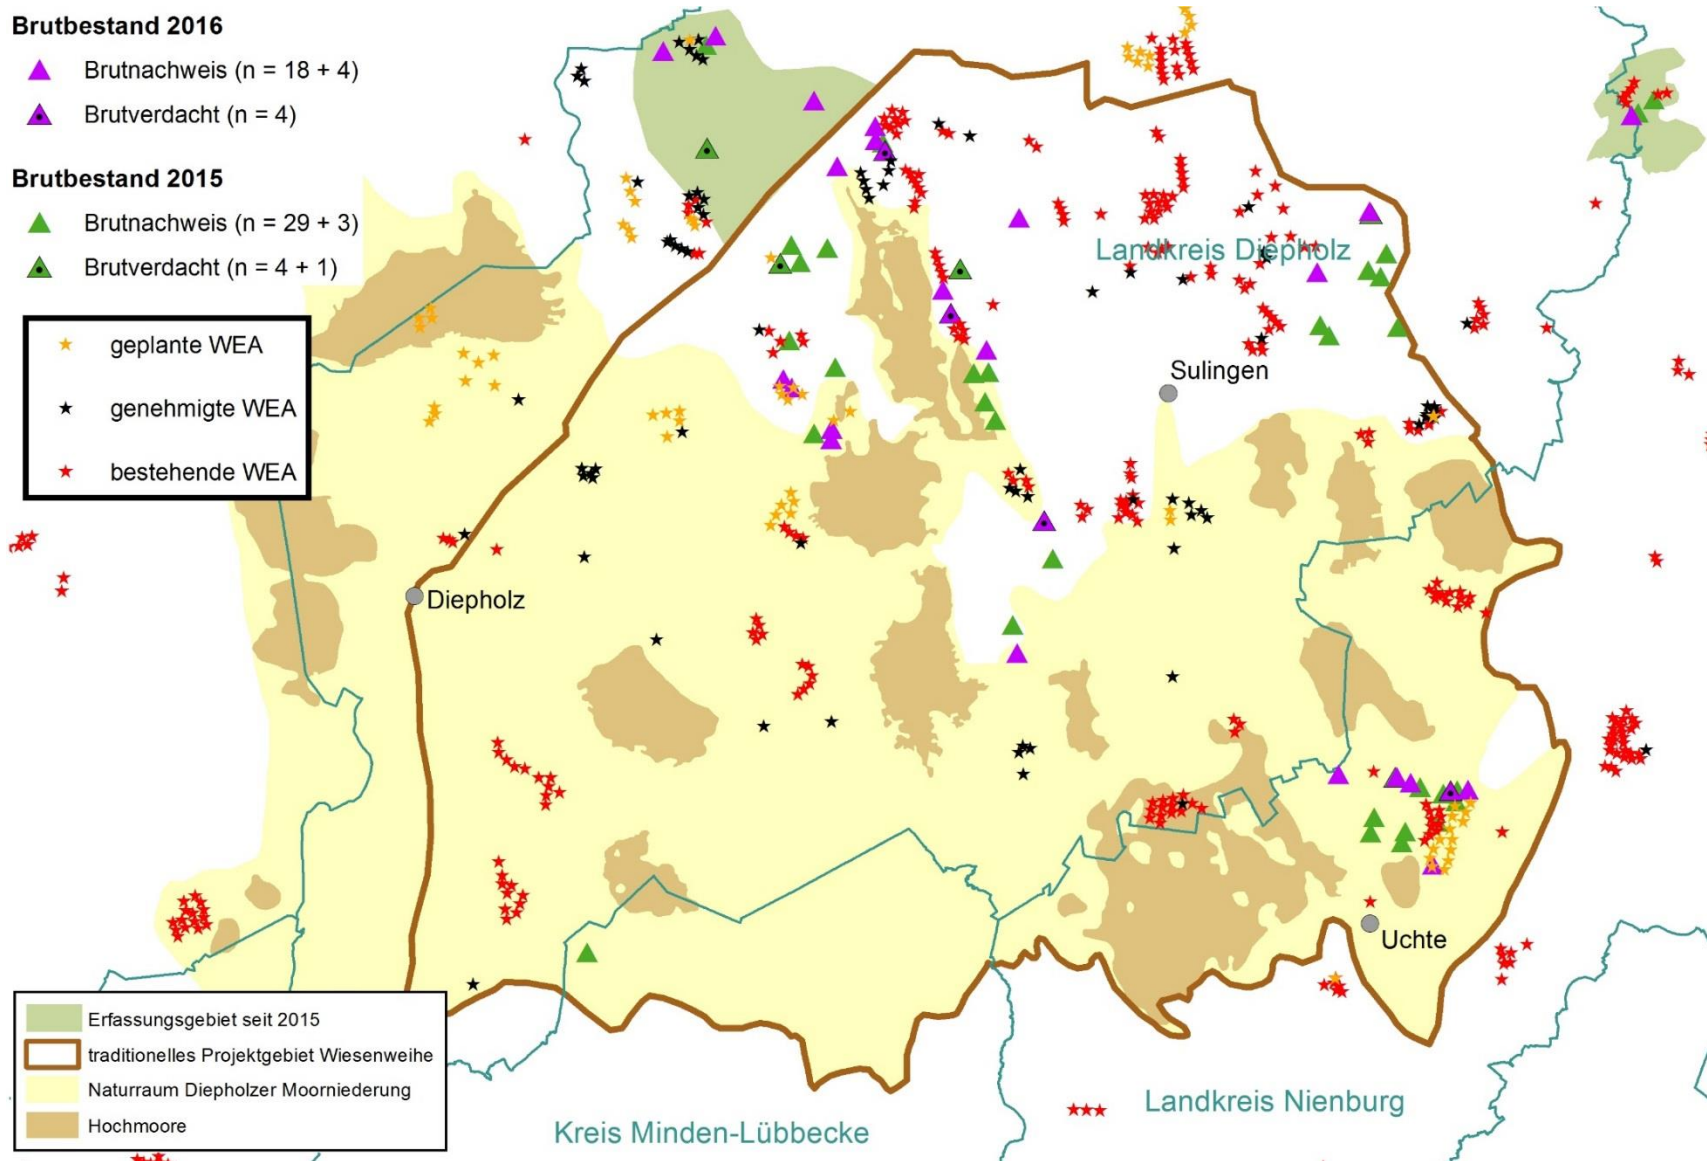 Brutbestand 2016
Brutnachweis (n = 18 + 4)
Brutverdacht (n = 4)
Brutbestand 2015
Brutnachweis (n = 29 + 3)
Brutverdacht (n = 4 + 1)
geplante WEA
genehmigte WEA
bestehende WEA
Landkreis Diepholz
Sulingen
Diepholz
Uchte
Erfassungsgebiet seit 2015
traditionelles Projektgebiet Wiesenweihe
Naturraum Diepholzer Moorniederung
Hochmoore
Landkreis Nienburg
Kreis Minden-Lübbecke